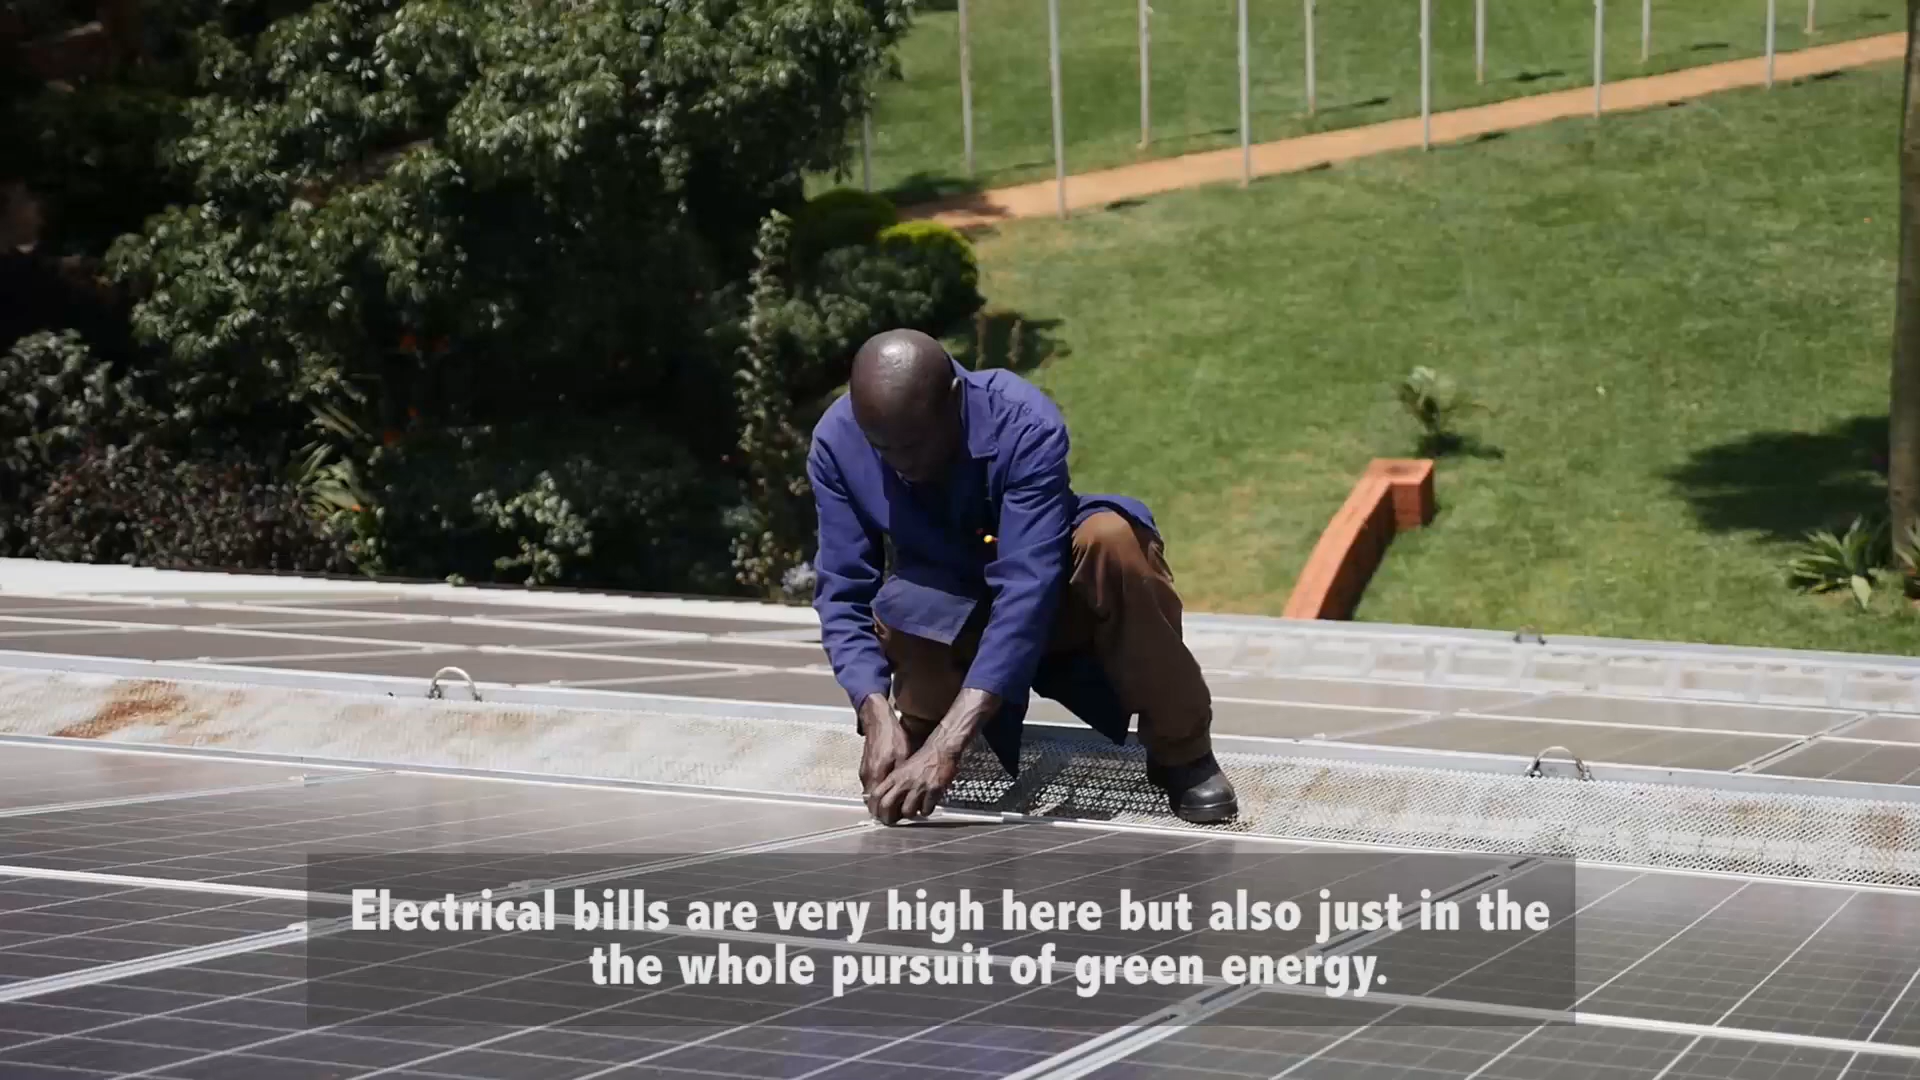 Electrical bills are very high here but also just in the
the whole pursuit of green energy.